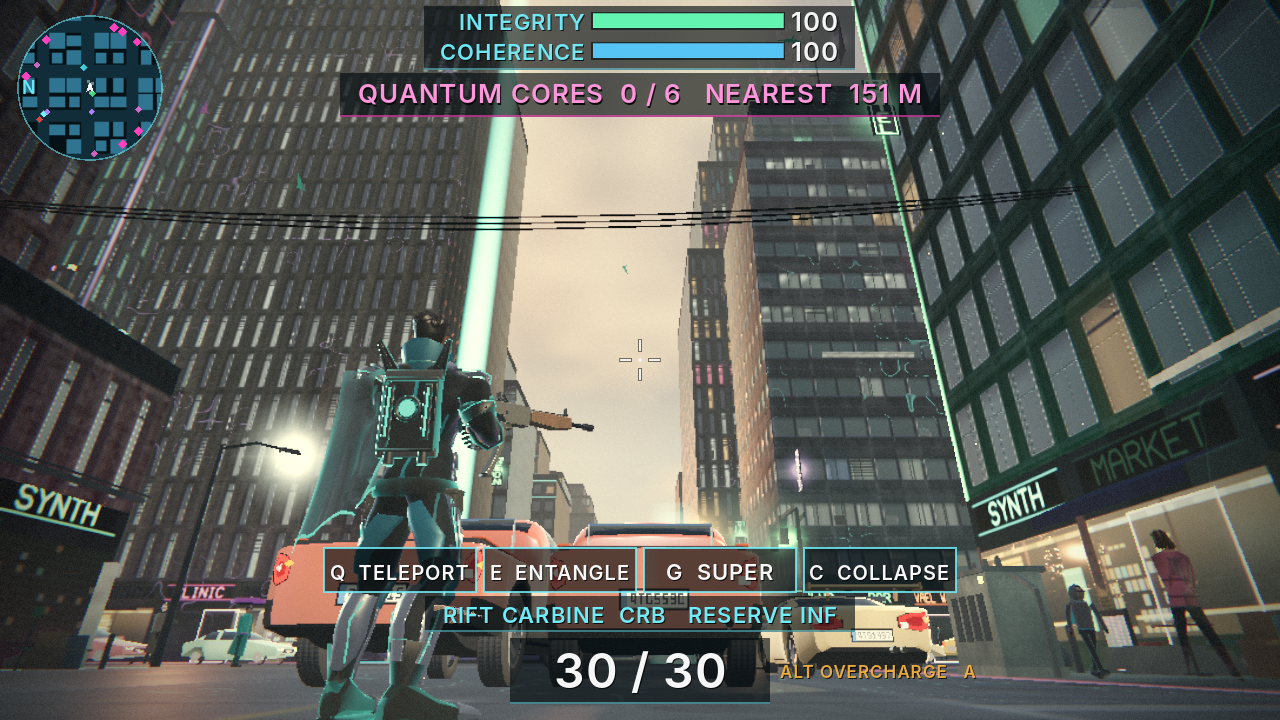 INTEGRITY 100
COHERENCE 100
QUANTUM CORES 0 / 6 NEAREST 151 M
N
SYNTH
MARKET
SYNTH
LINIC
Q TELEPORT
E ENTANGLE
G SUPER
C COLLAPSE
RIFT CARBINE CRB RESERVE INF
30 / 30
ALT OVERCHARGE A